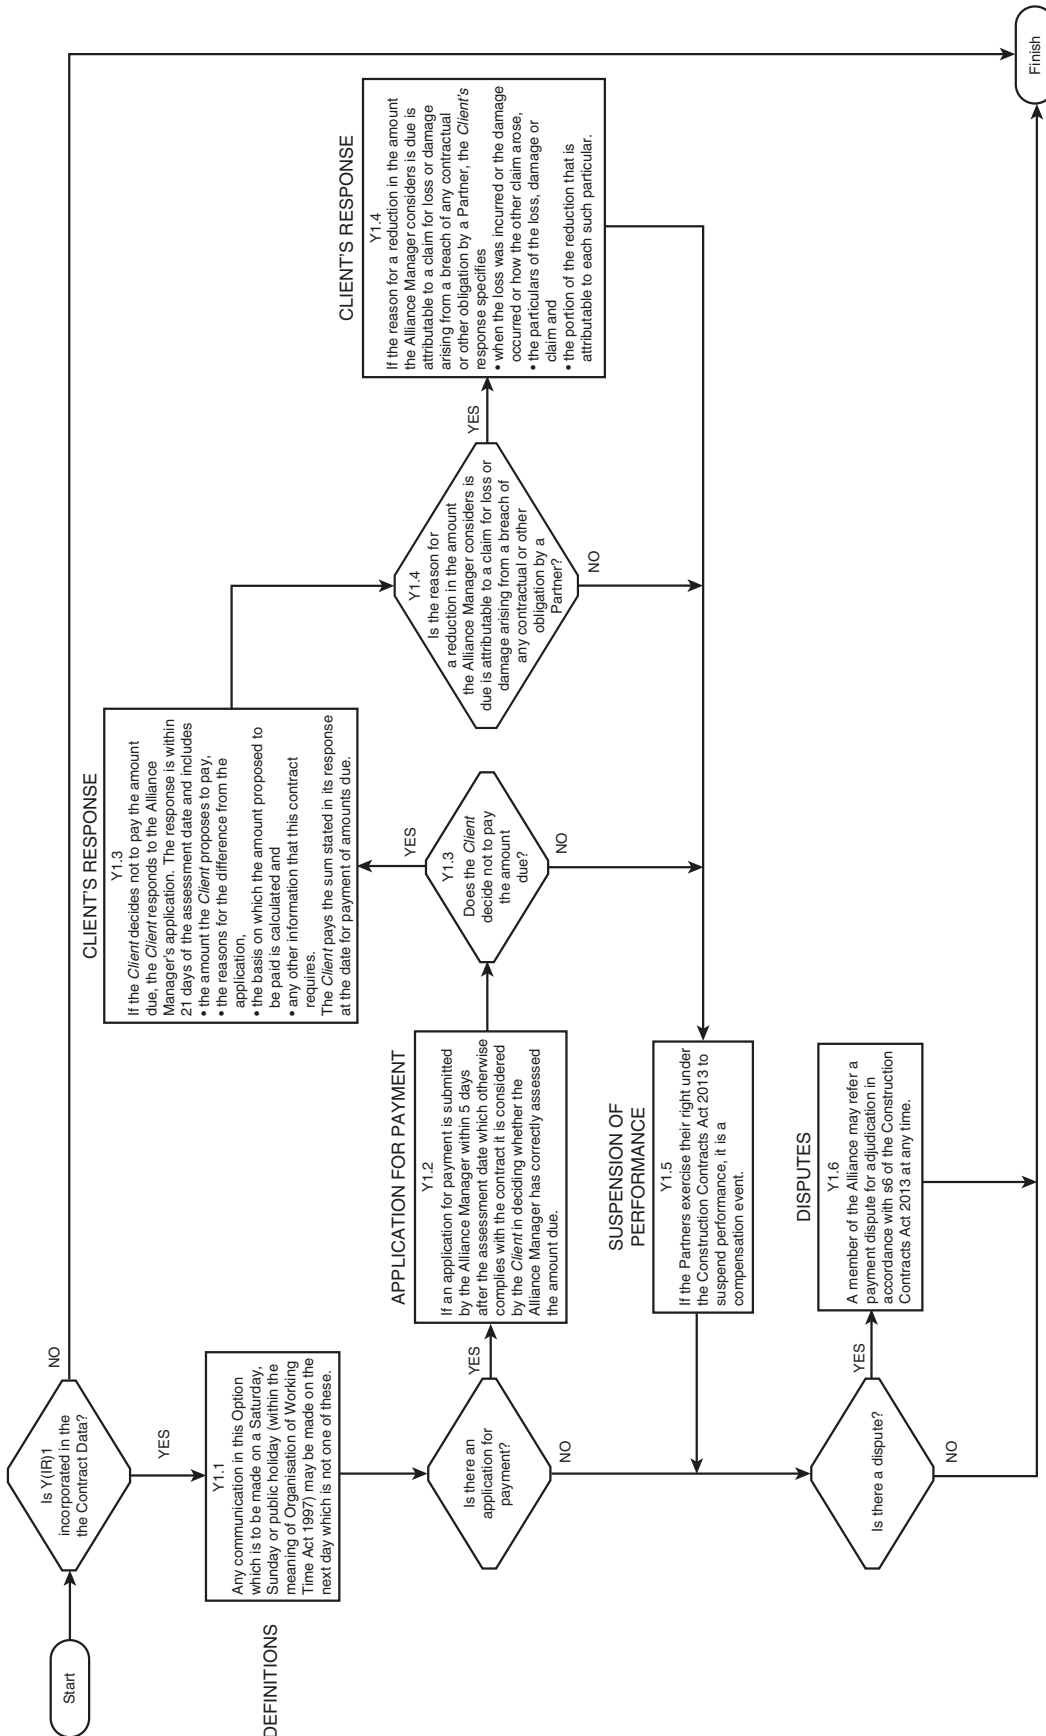 Start
Is Y(IR)1
incorporated in the
Contract Data?
NO
YES
DEFINITIONS
Y1.1
Any communication in this Option
which is to be made on a Saturday,
Sunday or public holiday (within the
meaning of Organisation of Working
Time Act 1997) may be made on the
next day which is not one of these.
Is there an
application for
payment?
YES
NO
APPLICATION FOR PAYMENT
Y1.2
If an application for payment is submitted
by the Alliance Manager within 5 days
after the assessment date which otherwise
complies with the contract it is considered
by the Client in deciding whether the
Alliance Manager has correctly assessed
the amount due.
Y1.3
Does the Client
decide not to pay
the amount
due?
YES
NO
CLIENT'S RESPONSE
Y1.3
If the Client decides not to pay the amount
due, the Client responds to the Alliance
Manager's application. The response is within
21 days of the assessment date and includes
• the amount the Client proposes to pay,
• the reasons for the difference from the
application,
• the basis on which the amount proposed to
be paid is calculated and
• any other information that this contract
requires.
The Client pays the sum stated in its response
at the date for payment of amounts due.
Y1.4
Is the reason for
a reduction in the amount
the Alliance Manager considers is
due is attributable to a claim for loss or
damage arising from a breach of
any contractual or other
obligation by a
Partner?
YES
NO
CLIENT'S RESPONSE
Y1.4
If the reason for a reduction in the amount
the Alliance Manager considers is due is
attributable to a claim for loss or damage
arising from a breach of any contractual
or other obligation by a Partner, the Client's
response specifies
• when the loss was incurred or the damage
occurred or how the other claim arose,
• the particulars of the loss, damage or
claim and
• the portion of the reduction that is
attributable to each such particular.
SUSPENSION OF
PERFORMANCE
Y1.5
If the Partners exercise their right under
the Construction Contracts Act 2013 to
suspend performance, it is a
compensation event.
Is there a dispute?
YES
NO
DISPUTES
Y1.6
A member of the Alliance may refer a
payment dispute for adjudication in
accordance with s6 of the Construction
Contracts Act 2013 at any time.
Finish